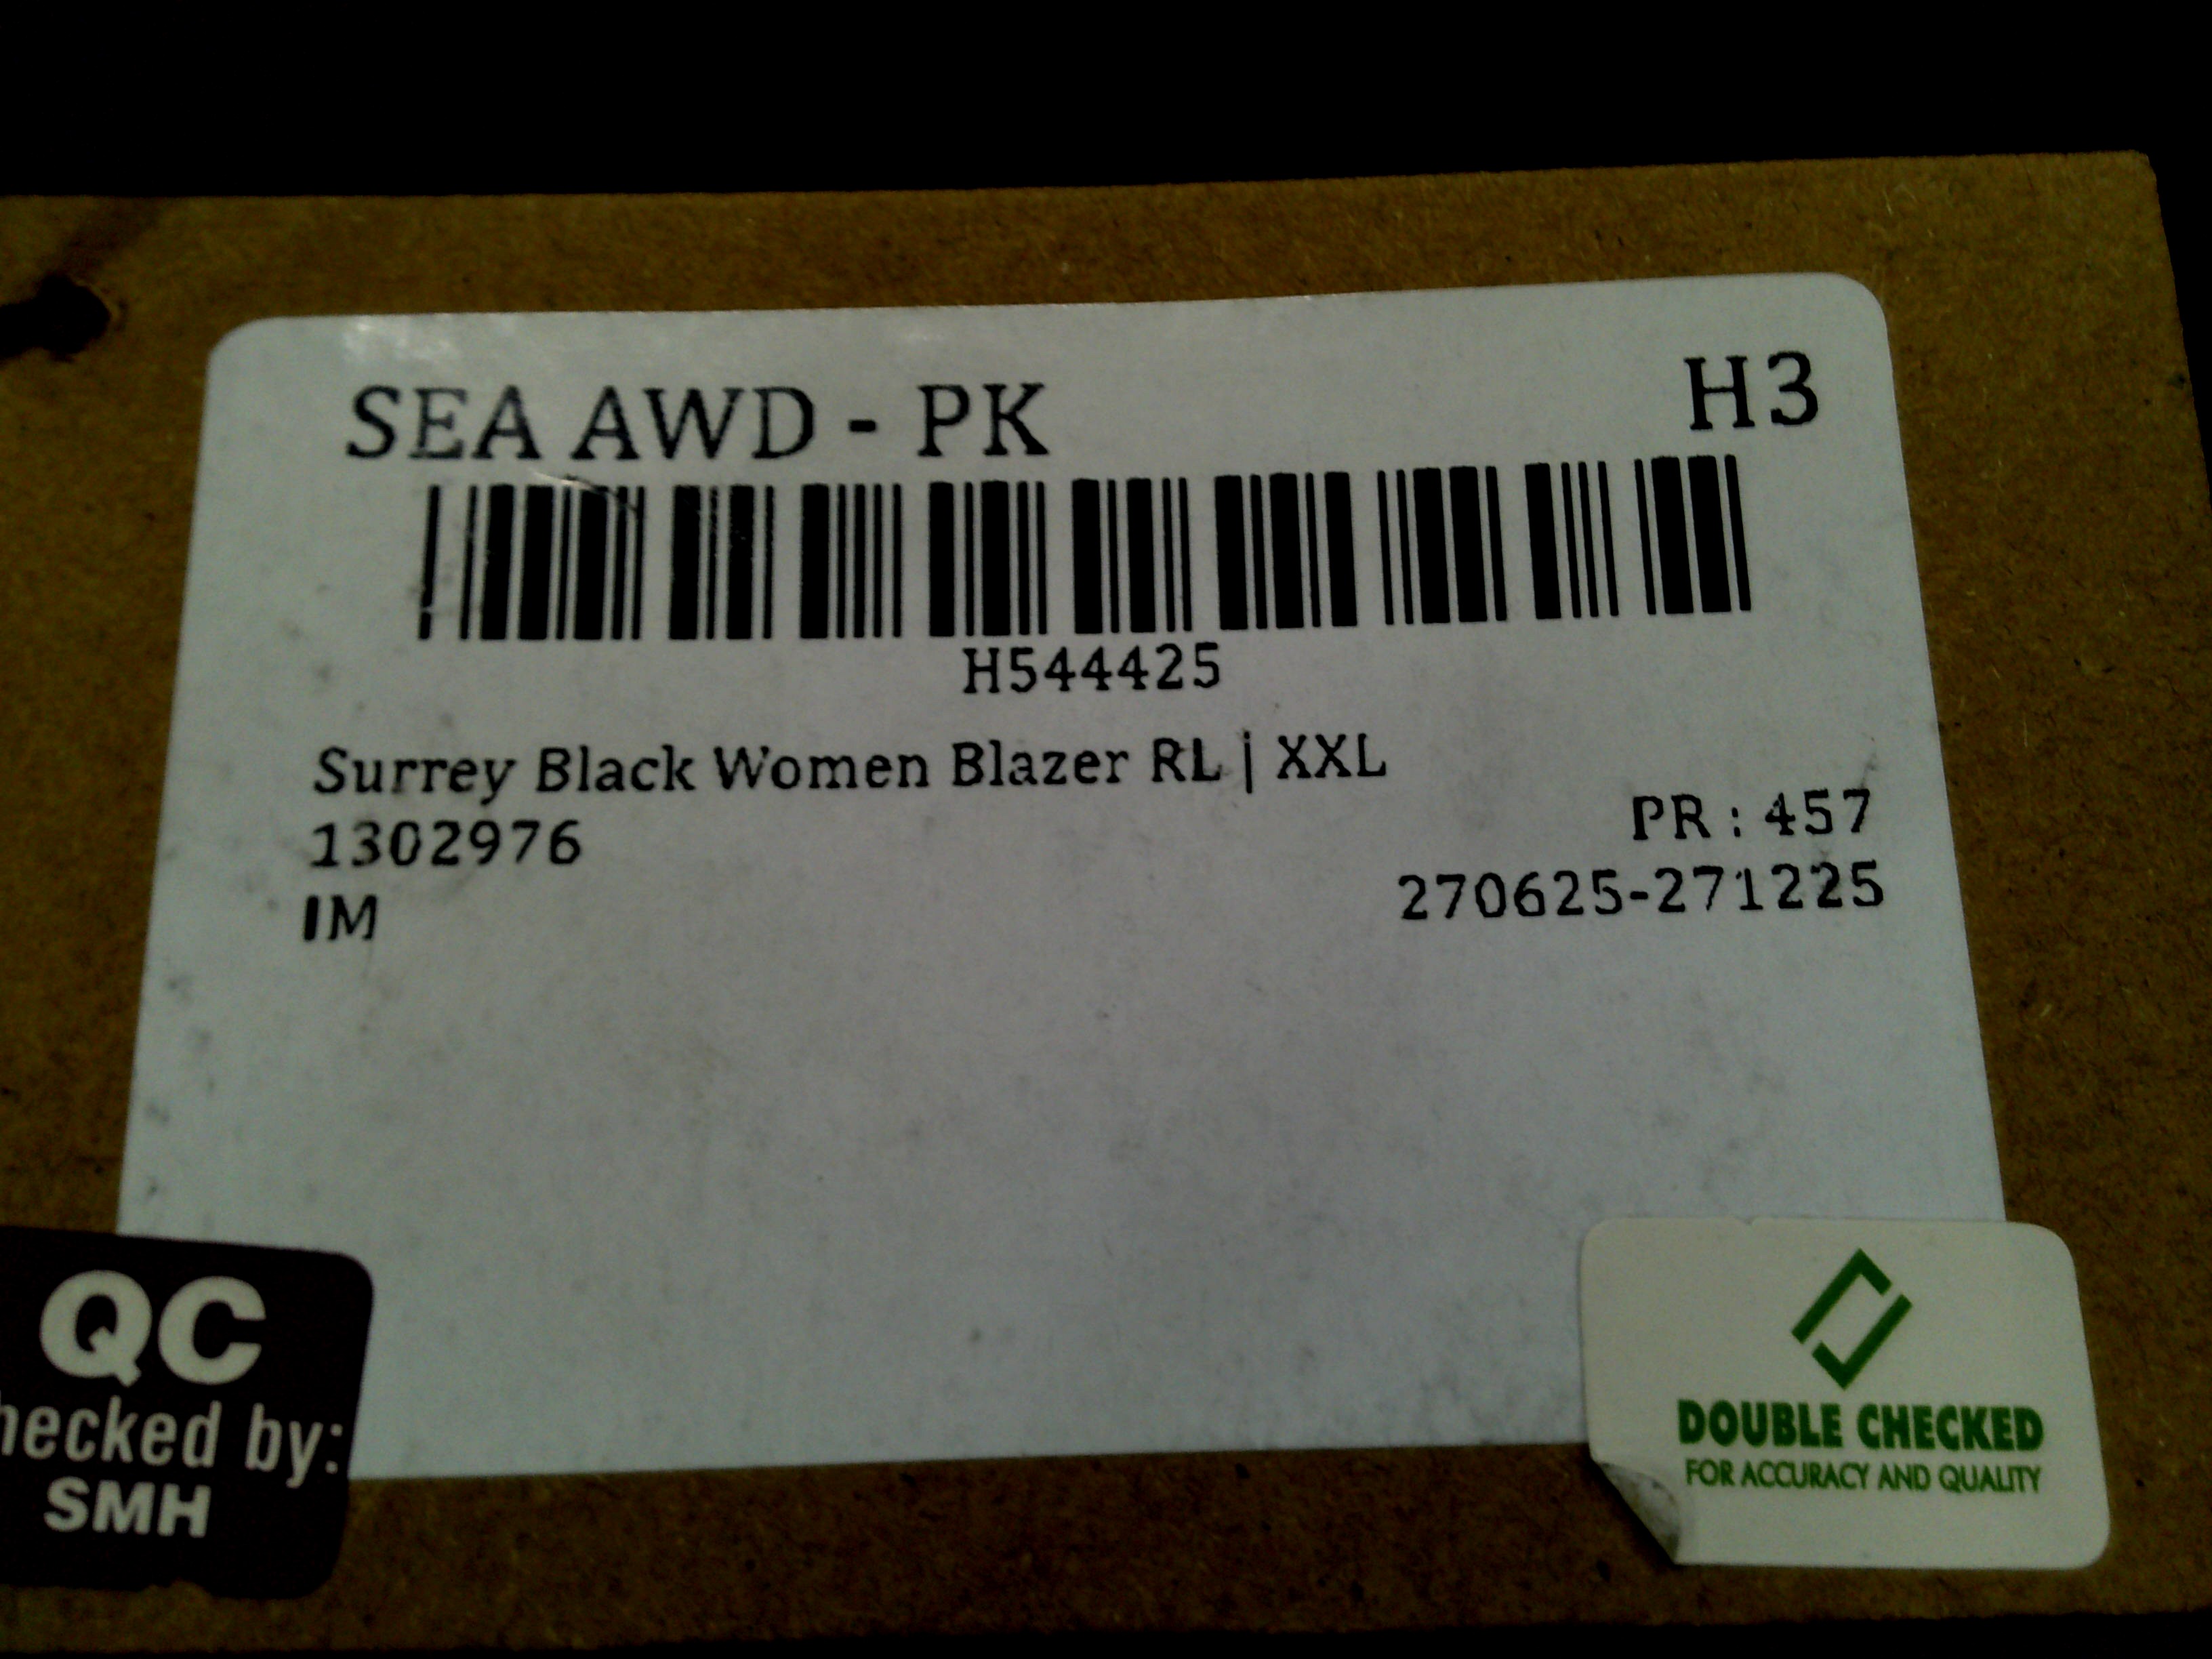 SEA AWD - PK
H3
H544425
Surrey Black Women Blazer RL | XXL
1302976
PR : 457
IM
270625-271225
QC
hecked by:
SMH
DOUBLE CHECKED
FOR ACCURACY AND QUALITY